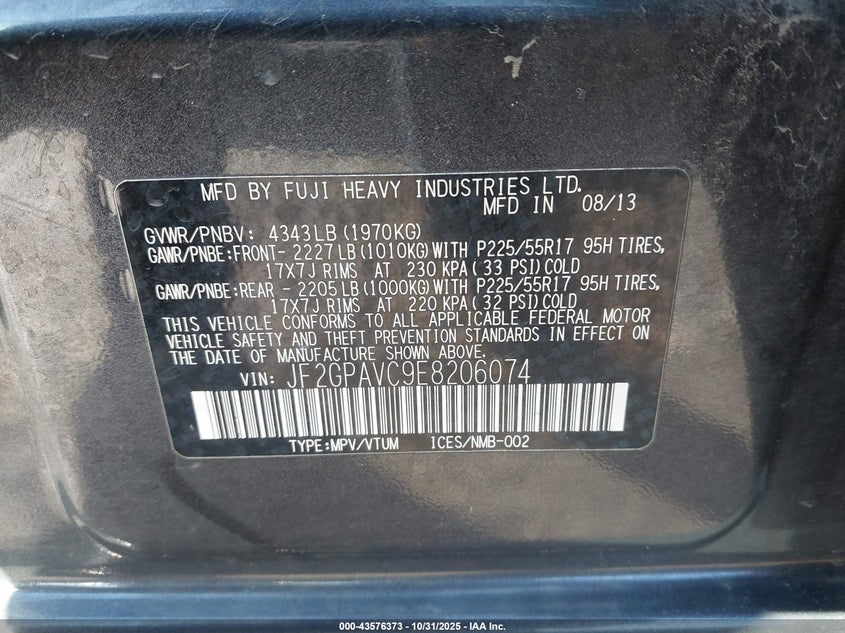 MFD BY FUJI HEAVY INDUSTRIES LTD.
MFD IN 08/13
GVWR/PNBV: 4343LB (1970KG)
GAWR/PNBE:FRONT- 2227LB (1010KG) WITH P225/55R17 95H TIRES,
17X7J RIMS AT 230 KPA (33 PSI) COLD
GAWR/PNBE:REAR - 2205LB (1000KG) WITH P225/55R17 95H TIRES,
17X7J RIMS AT 220 KPA (32 PSI) COLD
THIS VEHICLE CONFORMS TO ALL APPLICABLE FEDERAL MOTOR
VEHICLE SAFETY AND THEFT PREVENTION STANDARDS IN EFFECT ON
THE DATE OF MANUFACTURE SHOWN ABOVE.
VIN: JF2GPAVC9E8206074
TYPE:MPV/VTUM ICES/NMB-002
000-43576373 - 10/31/2025 - IAA Inc.